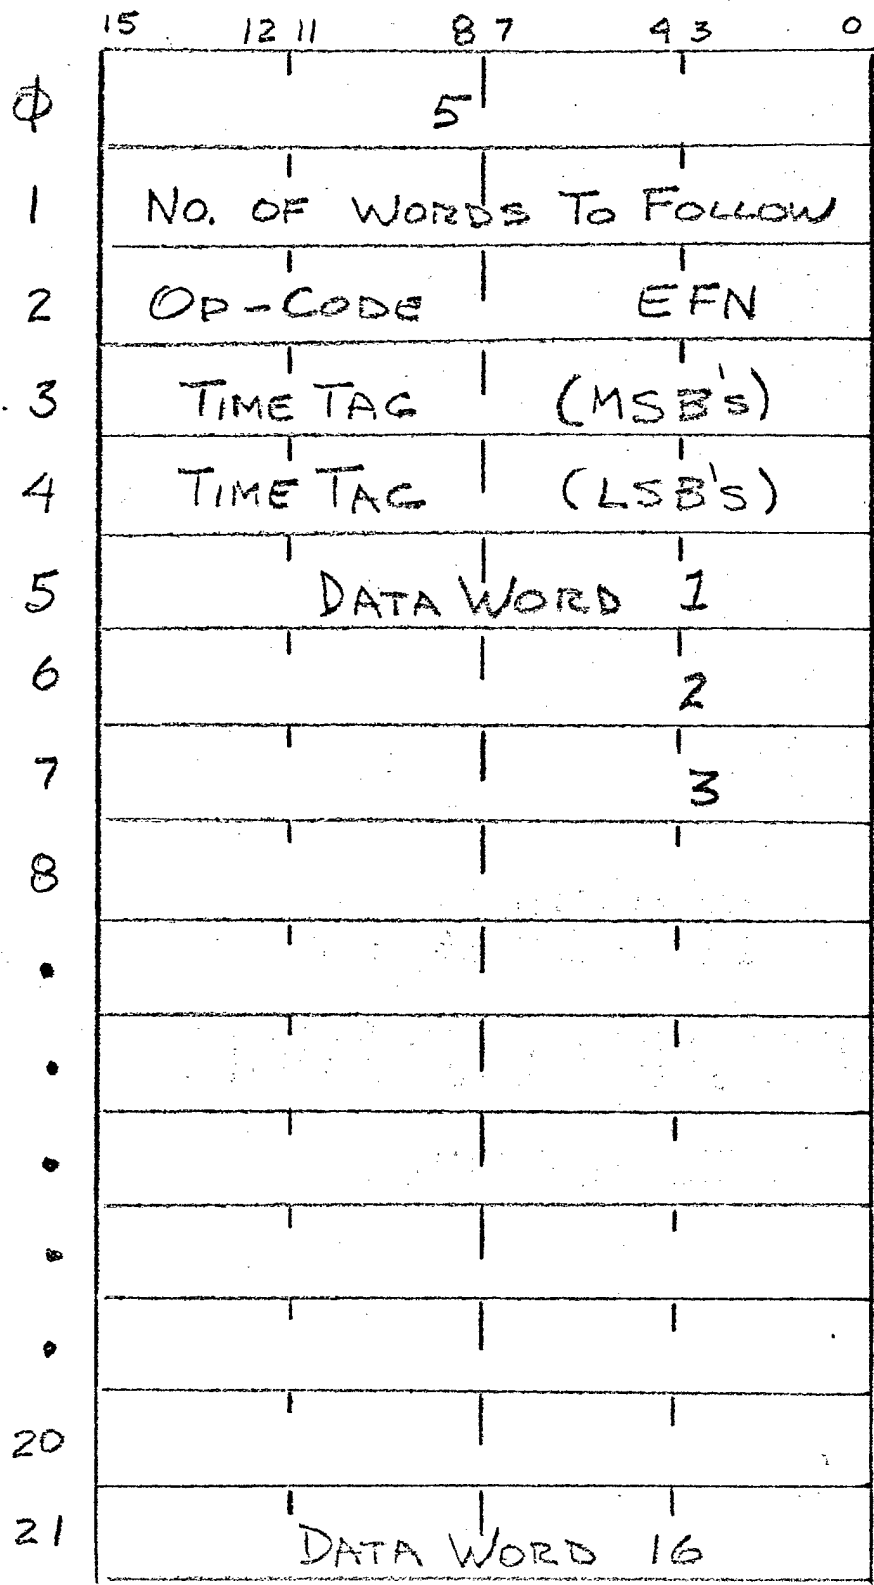 15 12 11 8 7 4 3 0
0 5
1 No. OF WORDS TO FOLLOW
2 OP-CODE EFN
3 TIME TAG (MSB's)
4 TIME TAG (LSB's)
5 DATA WORD 1
6 2
7 3
8
•
•
•
•
•
20
21 DATA WORD 16